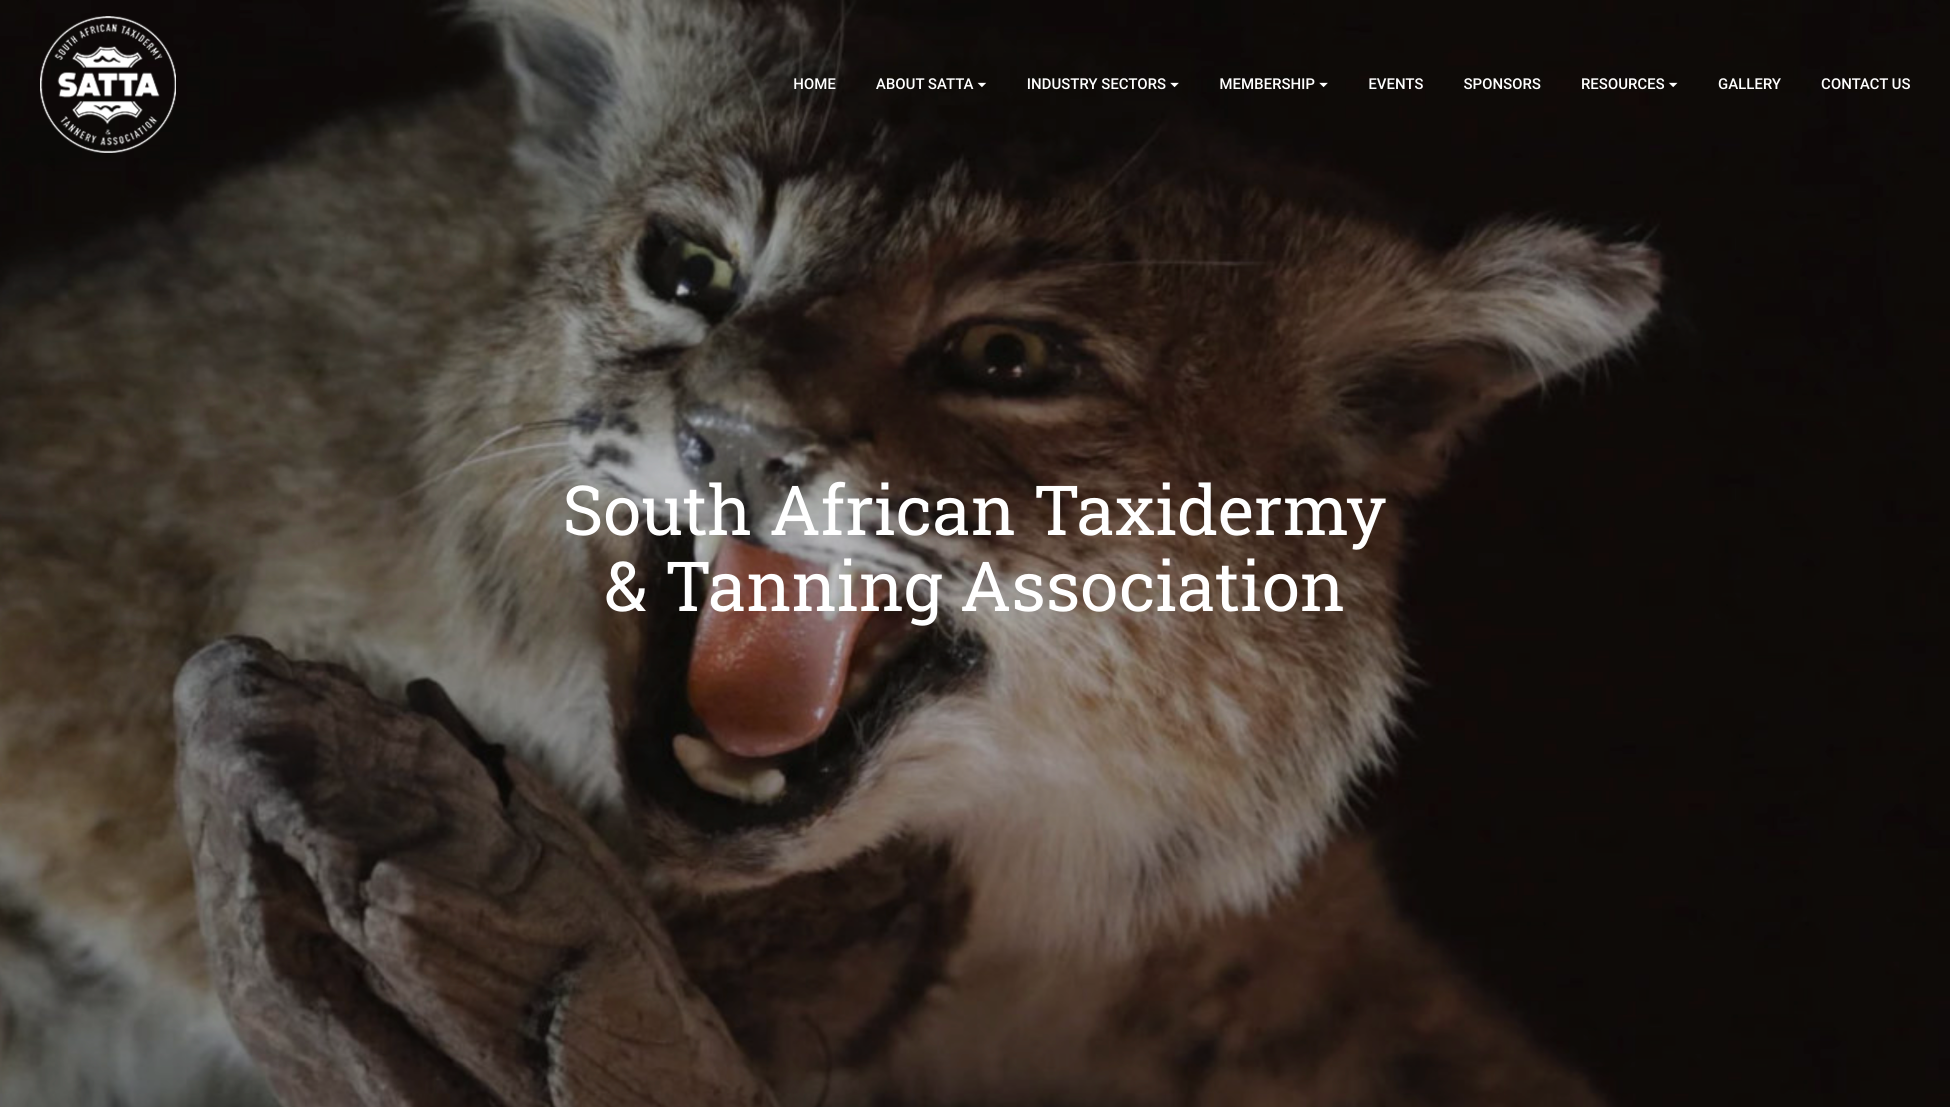 SOUTH AFRICAN TAXIDERMY
SATTA
&
TANNERY ASSOCIATION
HOME
ABOUT SATTA
INDUSTRY SECTORS
MEMBERSHIP
EVENTS
SPONSORS
RESOURCES
GALLERY
CONTACT US
South African Taxidermy
& Tanning Association